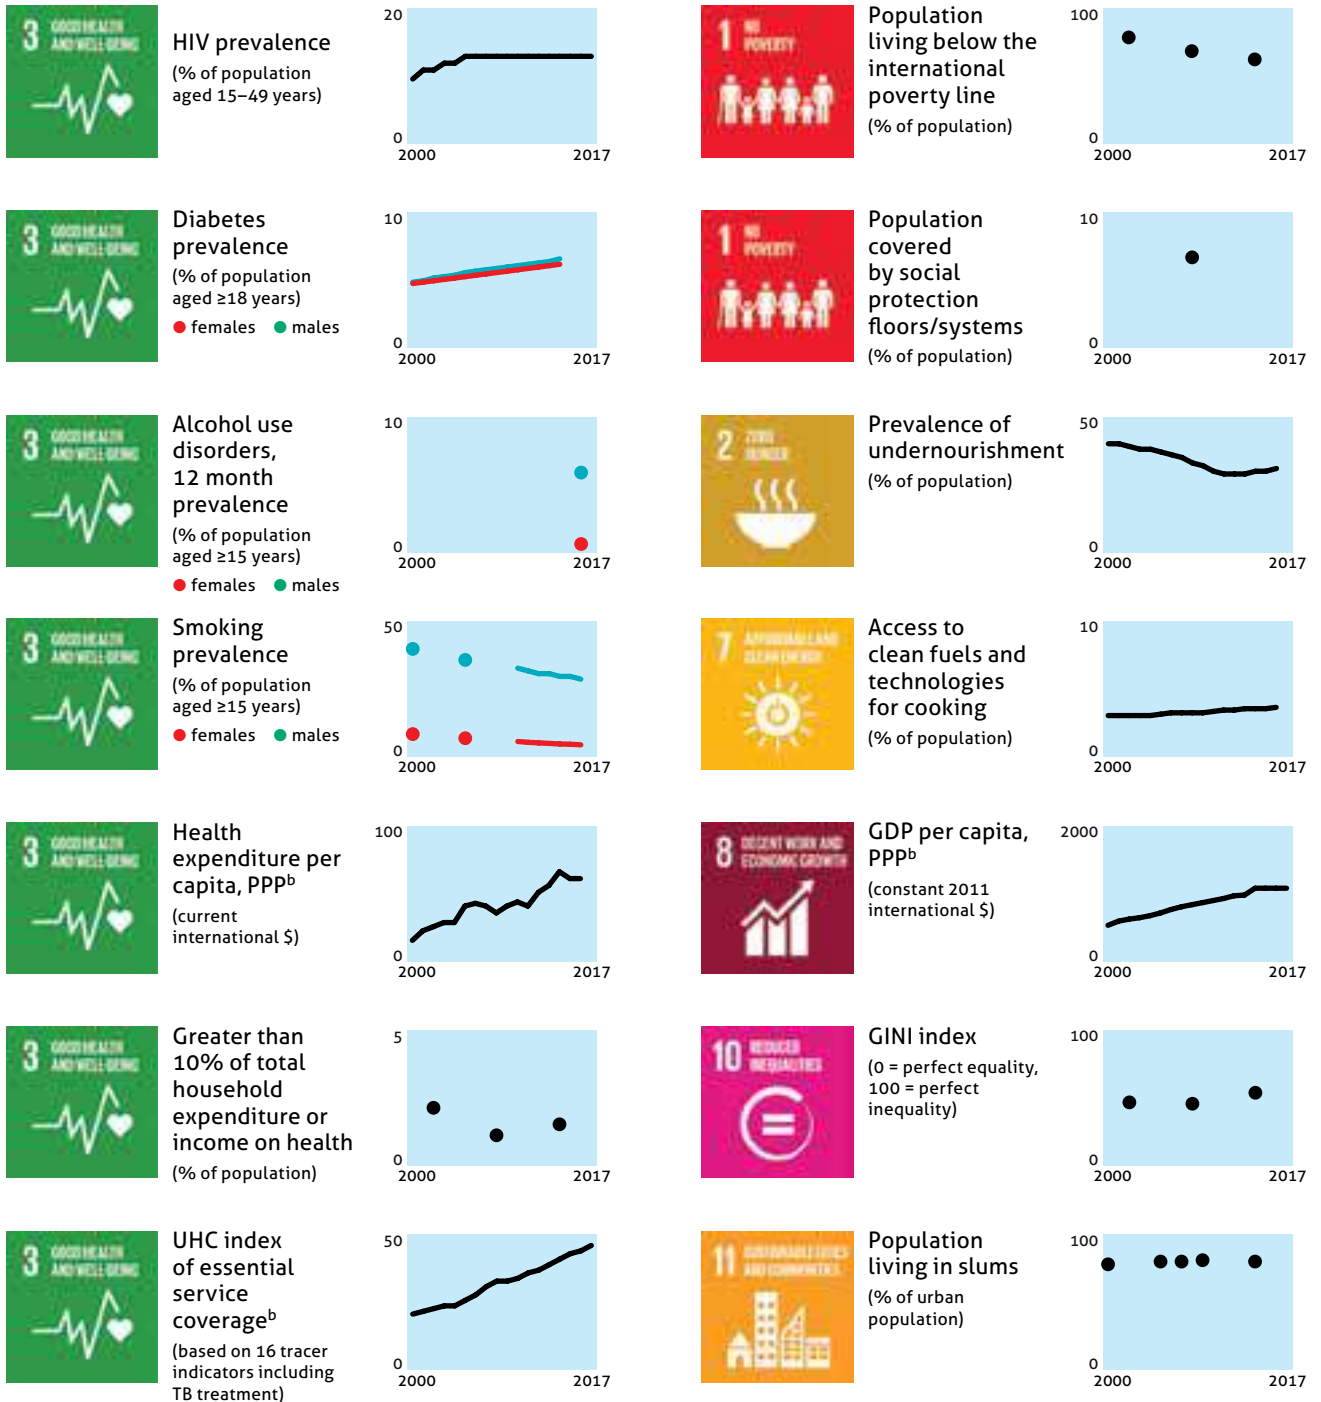 3 GOOD HEALTH
AND WELL-BEING
HIV prevalence
(% of population
aged 15–49 years)
20
0
2000
2017
3 GOOD HEALTH
AND WELL-BEING
Diabetes
prevalence
(% of population
aged ≥18 years)
females males
10
0
2000
2017
3 GOOD HEALTH
AND WELL-BEING
Alcohol use
disorders,
12 month
prevalence
(% of population
aged ≥15 years)
females males
10
0
2000
2017
3 GOOD HEALTH
AND WELL-BEING
Smoking
prevalence
(% of population
aged ≥15 years)
females males
50
0
2000
2017
3 GOOD HEALTH
AND WELL-BEING
Health
expenditure per
capita, PPPᵇ
(current
international $)
100
0
2000
2017
3 GOOD HEALTH
AND WELL-BEING
Greater than
10% of total
household
expenditure or
income on health
(% of population)
5
0
2000
2017
3 GOOD HEALTH
AND WELL-BEING
UHC index
of essential
service
coverageᵇ
(based on 16 tracer
indicators including
TB treatment)
50
0
2000
2017
1 NO
POVERTY
Population
living below the
international
poverty line
(% of population)
100
0
2000
2017
1 NO
POVERTY
Population
covered
by social
protection
floors/systems
(% of population)
10
0
2000
2017
2 ZERO
HUNGER
Prevalence of
undernourishment
(% of population)
50
0
2000
2017
7 AFFORDABLE AND
CLEAN ENERGY
Access to
clean fuels and
technologies
for cooking
(% of population)
10
0
2000
2017
8 DECENT WORK AND
ECONOMIC GROWTH
GDP per capita,
PPPᵇ
(constant 2011
international $)
2000
0
2000
2017
10 REDUCED
INEQUALITIES
GINI index
(0 = perfect equality,
100 = perfect
inequality)
100
0
2000
2017
11 SUSTAINABLE CITIES
AND COMMUNITIES
Population
living in slums
(% of urban
population)
100
0
2000
2017